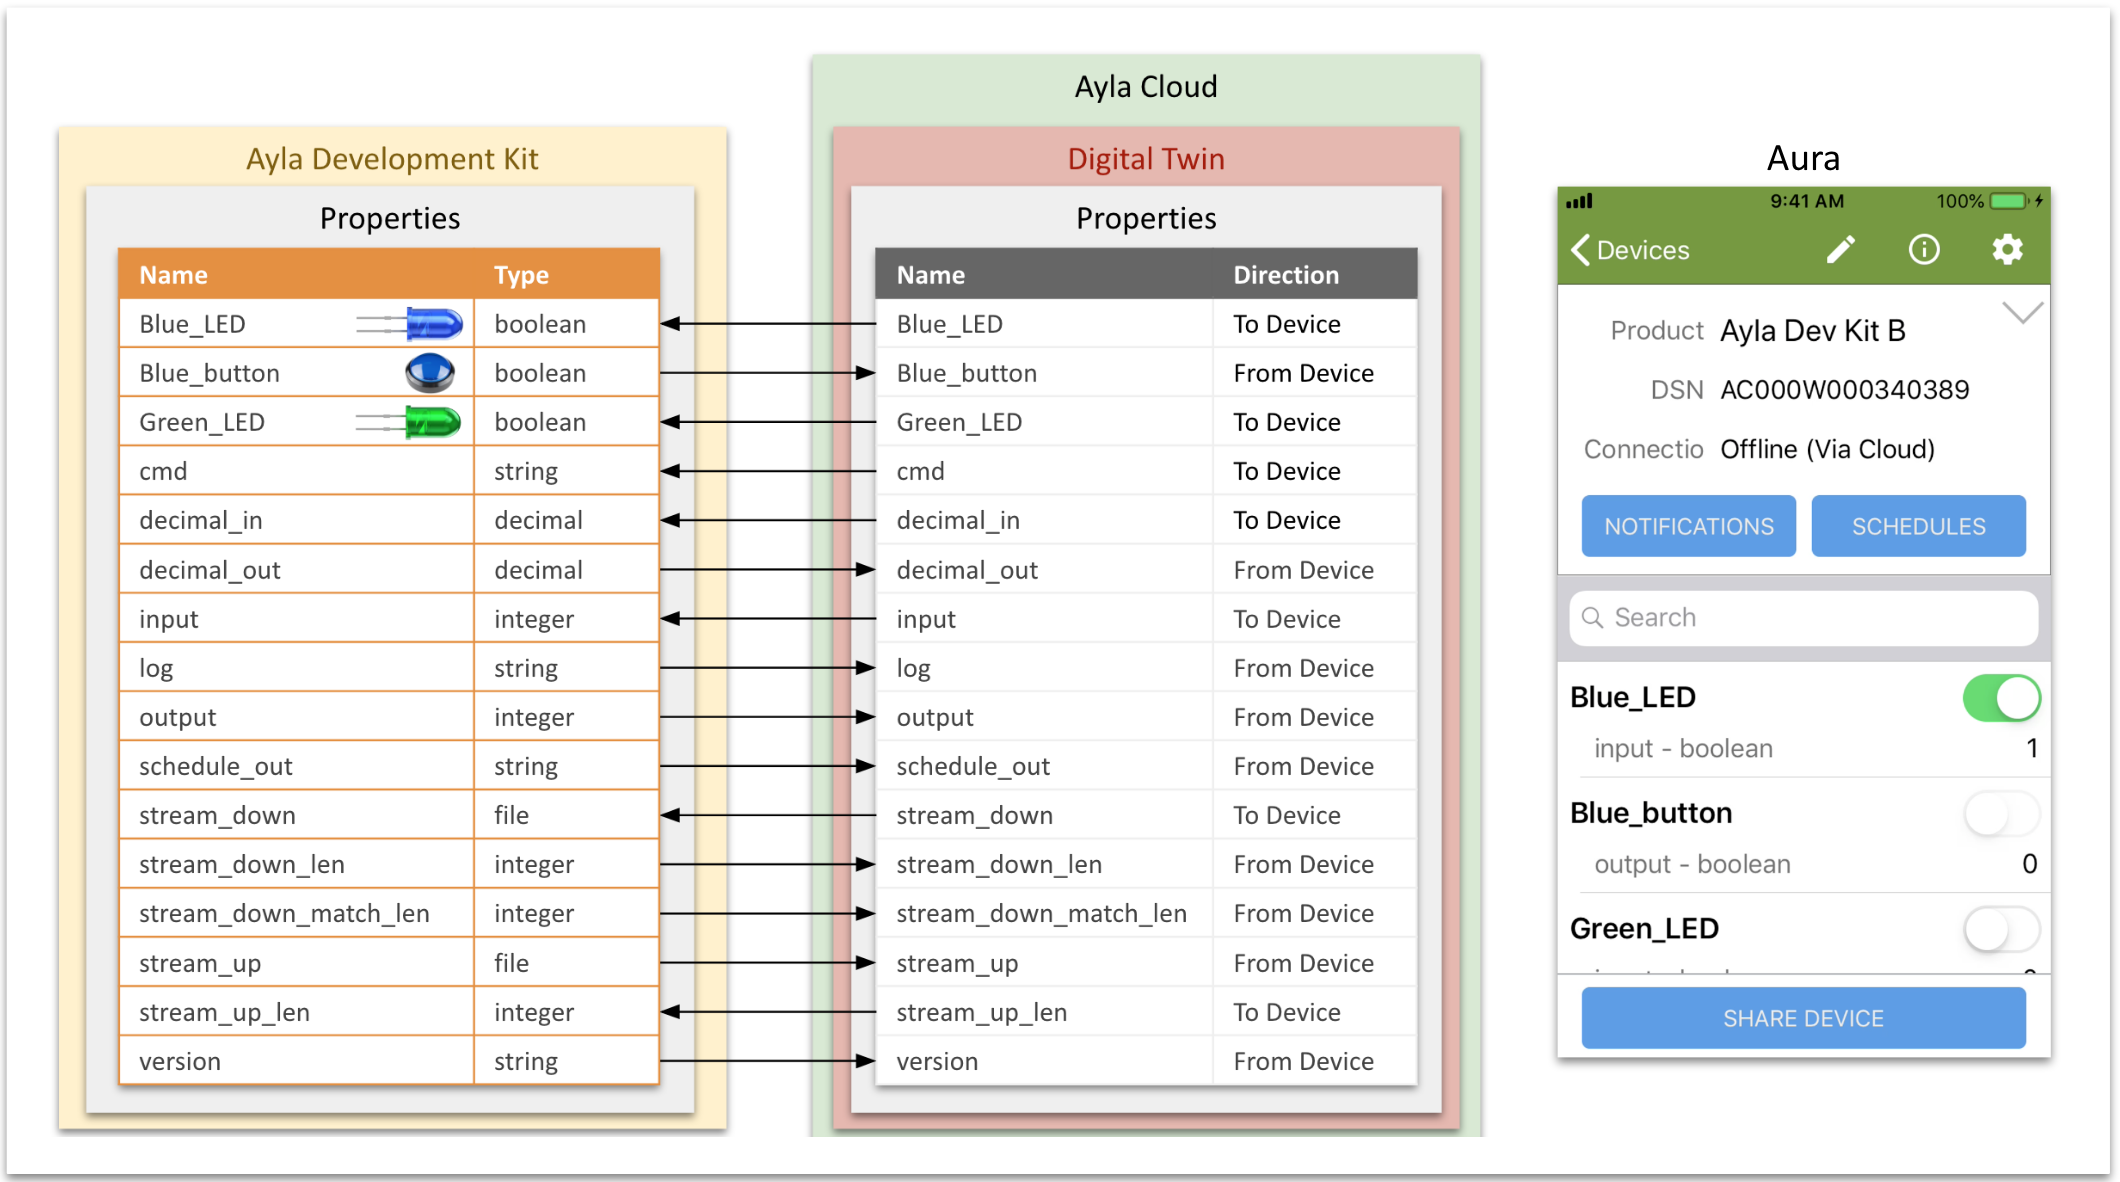 Ayla Cloud
Ayla Development Kit
Digital Twin
Aura
Properties
Properties
Name Type
Blue_LED boolean
Blue_button boolean
Green_LED boolean
cmd string
decimal_in decimal
decimal_out decimal
input integer
log string
output integer
schedule_out string
stream_down file
stream_down_len integer
stream_down_match_len integer
stream_up file
stream_up_len integer
version string
Name Direction
Blue_LED To Device
Blue_button From Device
Green_LED To Device
cmd To Device
decimal_in To Device
decimal_out From Device
input To Device
log From Device
output From Device
schedule_out From Device
stream_down To Device
stream_down_len From Device
stream_down_match_len From Device
stream_up From Device
stream_up_len To Device
version From Device
9:41 AM 100%
Devices
Product Ayla Dev Kit B
DSN AC000W000340389
Connectio Offline (Via Cloud)
NOTIFICATIONS SCHEDULES
Search
Blue_LED
input - boolean 1
Blue_button
output - boolean 0
Green_LED
SHARE DEVICE